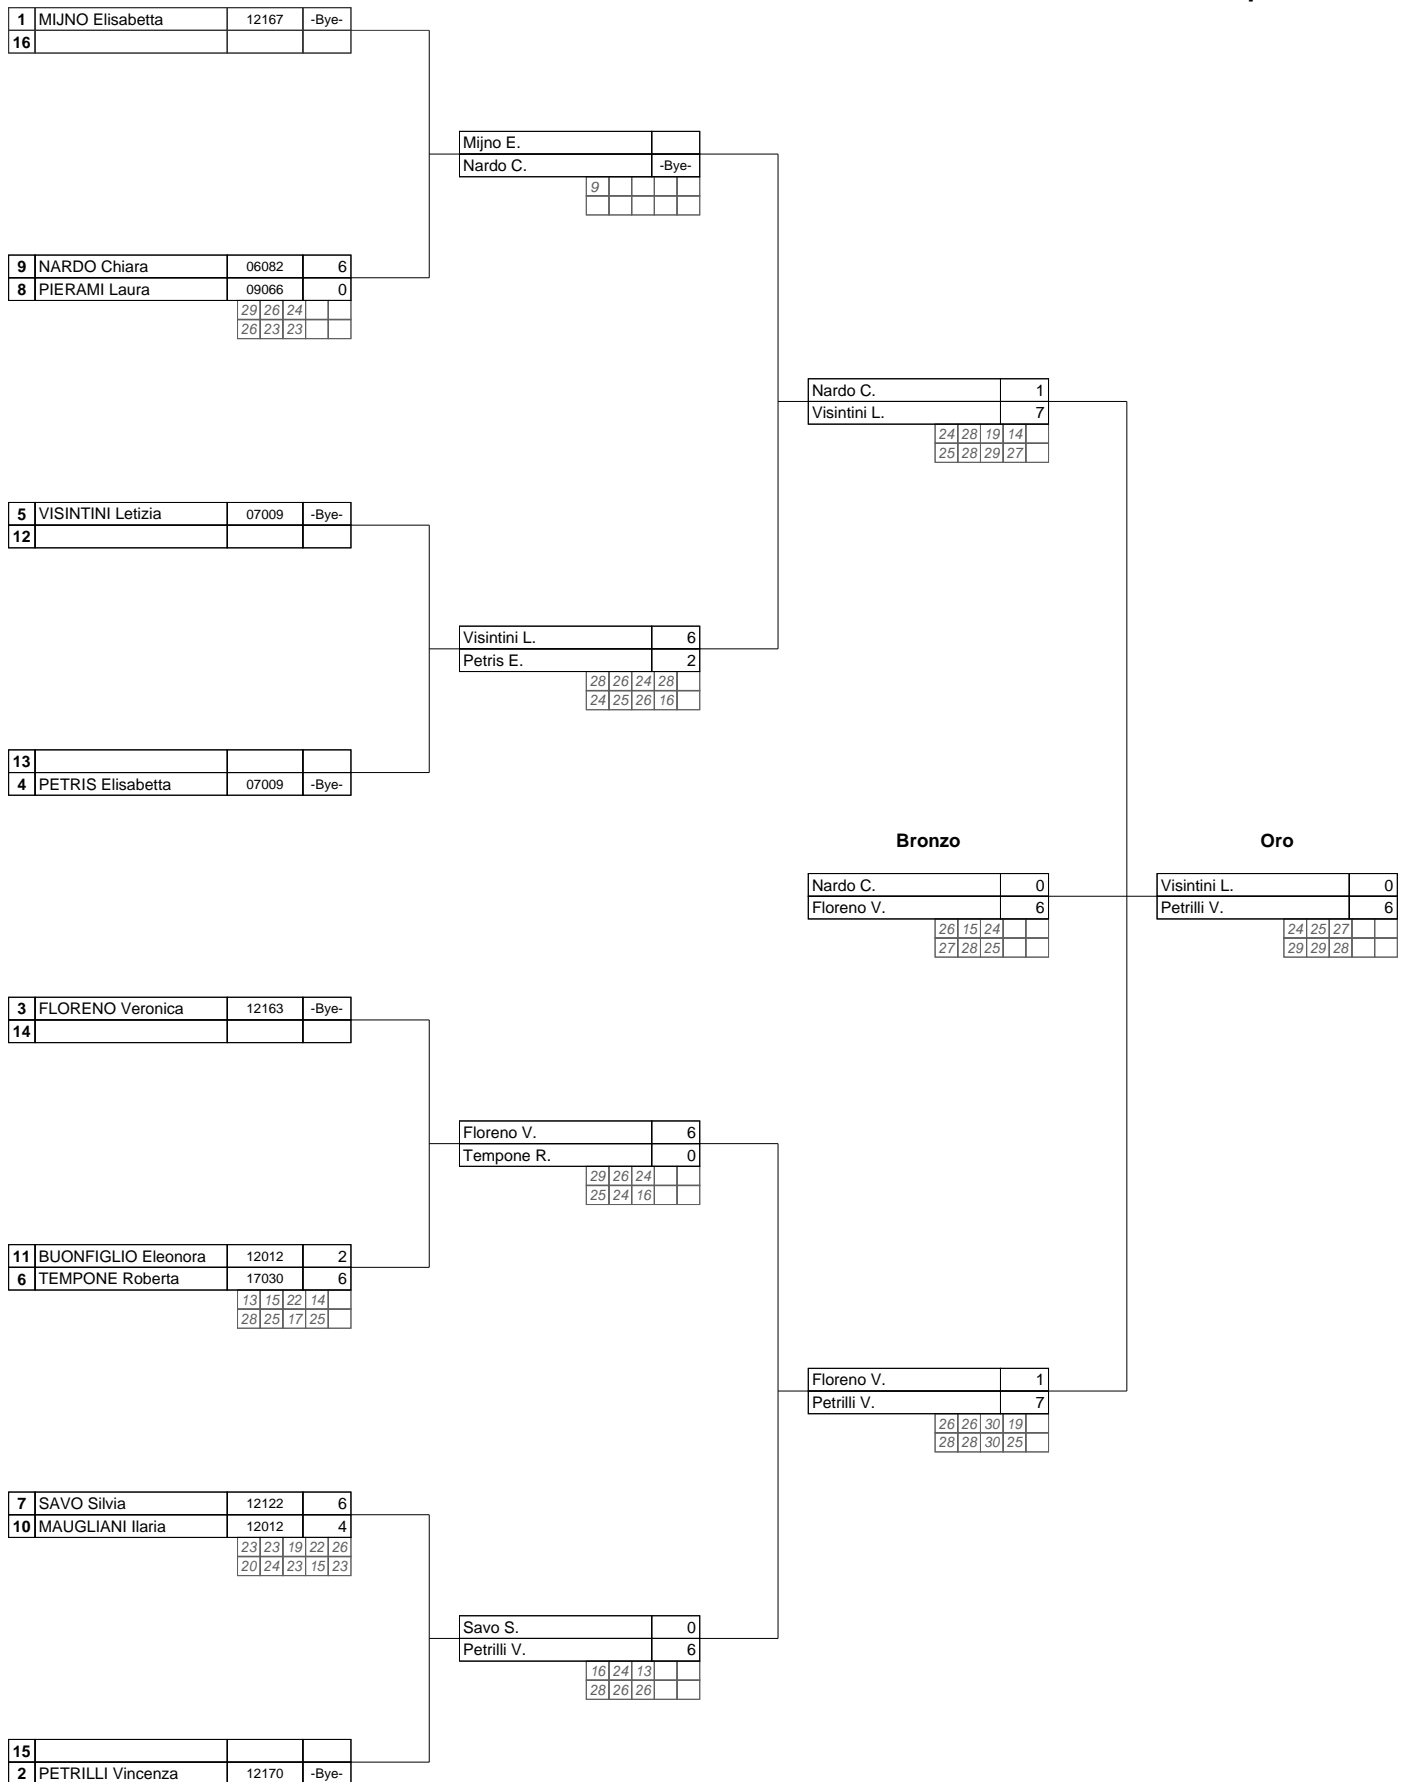 1 MIJNO Elisabetta 12167 -Bye-
16
Mijno E.
Nardo C. -Bye-
9
9 NARDO Chiara 06082 6
8 PIERAMI Laura 09066 0
29 26 24
26 23 23
Nardo C. 1
Visintini L. 7
24 28 19 14
25 28 29 27
5 VISINTINI Letizia 07009 -Bye-
12
Visintini L. 6
Petris E. 2
28 26 24 28
24 25 26 16
13
4 PETRIS Elisabetta 07009 -Bye-
Bronzo Oro
Nardo C. 0 Visintini L. 0
Floreno V. 6 Petrilli V. 6
26 15 24 24 25 27
27 28 25 29 29 28
3 FLORENO Veronica 12163 -Bye-
14
Floreno V. 6
Tempone R. 0
29 26 24
25 24 16
11 BUONFIGLIO Eleonora 12012 2
6 TEMPONE Roberta 17030 6
13 15 22 14
28 25 17 25
Floreno V. 1
Petrilli V. 7
26 26 30 19
28 28 30 25
7 SAVO Silvia 12122 6
10 MAUGLIANI Ilaria 12012 4
23 23 19 22 26
20 24 23 15 23
Savo S. 0
Petrilli V. 6
16 24 13
28 26 26
15
2 PETRILLI Vincenza 12170 -Bye-